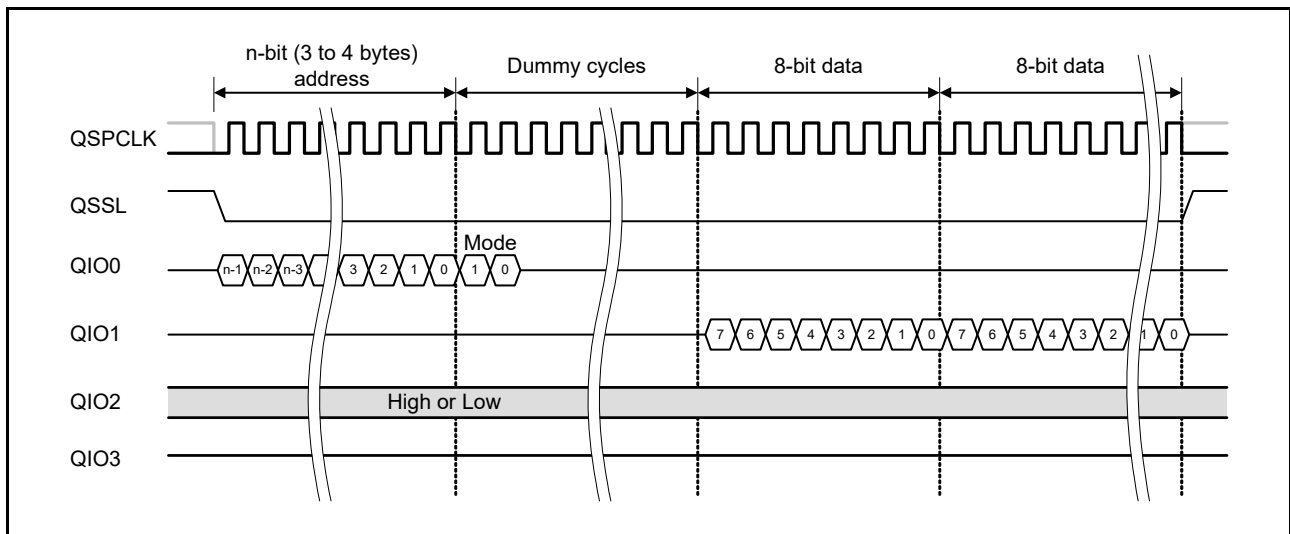 n-bit (3 to 4 bytes)
address
Dummy cycles
8-bit data
8-bit data
QSPCLK
QSSL
Mode
QIO0
n-1 n-2 n-3 3 2 1 0 1 0
QIO1
7 6 5 4 3 2 1 0 7 6 5 4 3 2 1 0
QIO2
High or Low
QIO3